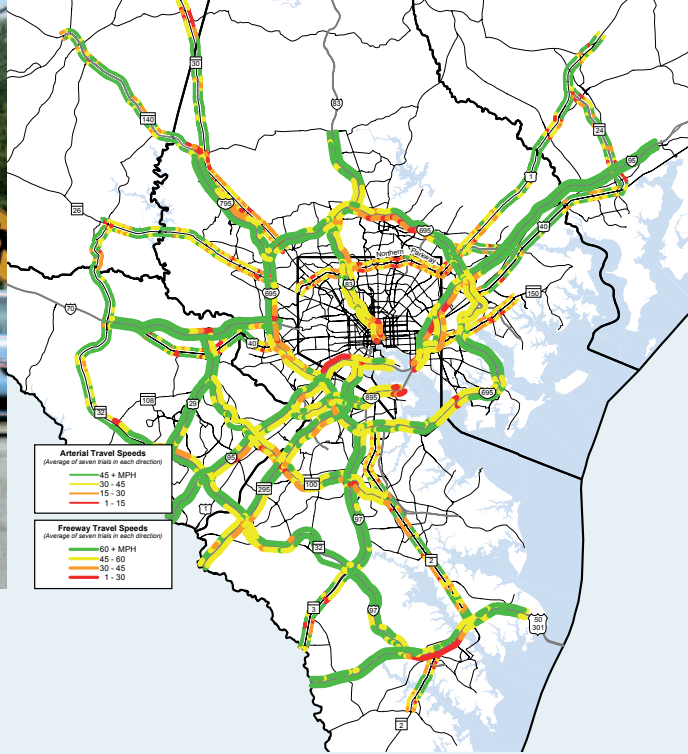 30
83
140
24
95
1
26
795
40
695
Northern Parkway
83
695
150
70
40
895
695
108
32
29
95
295
100
1
97
32
2
3
97
50
301
2
Arterial Travel Speeds
(Average of seven trials in each direction)
45 + MPH
30 - 45
15 - 30
1 - 15
Freeway Travel Speeds
(Average of seven trials in each direction)
60 + MPH
45 - 60
30 - 45
1 - 30